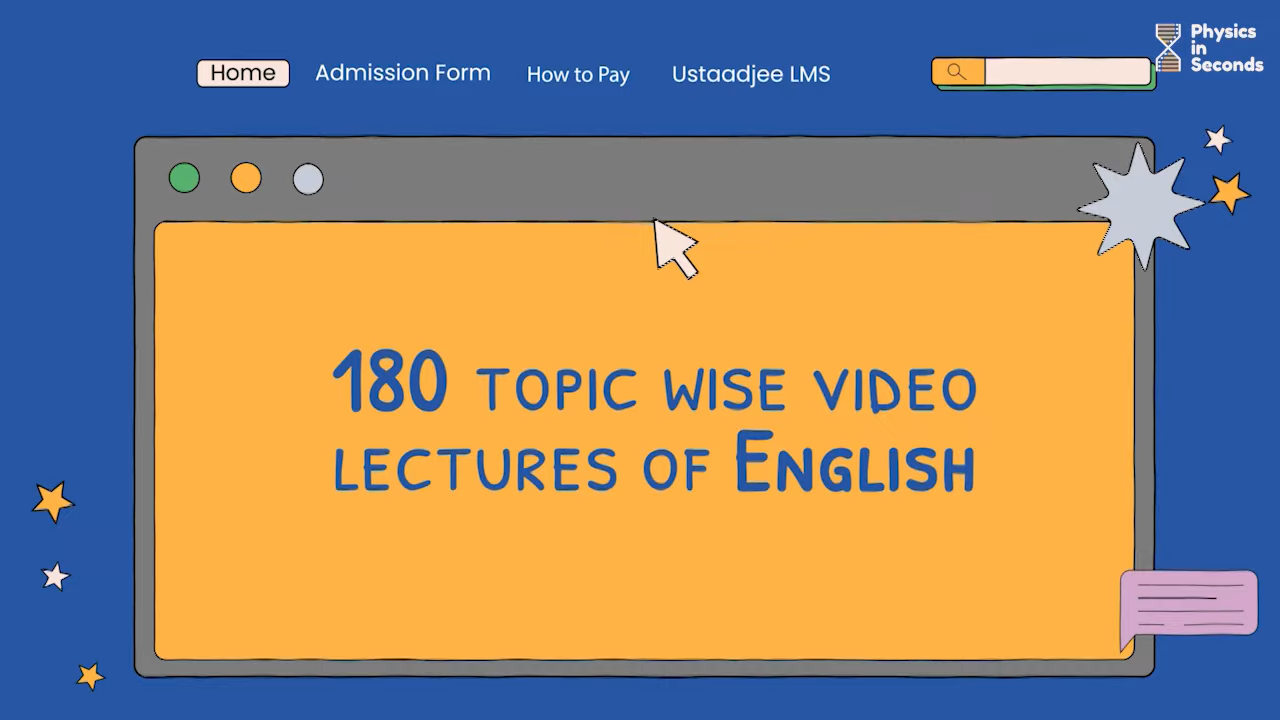 Physics
in
Seconds
Home Admission Form How to Pay Ustaadjee LMS
180 TOPIC WISE VIDEO
LECTURES OF ENGLISH